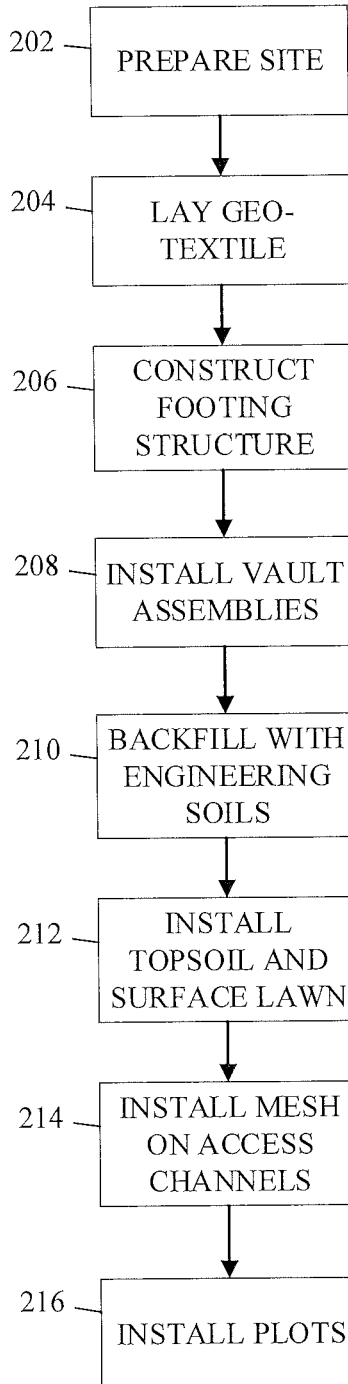 202
PREPARE SITE
204
LAY GEO-
TEXTILE
206
CONSTRUCT
FOOTING
STRUCTURE
208
INSTALL VAULT
ASSEMBLIES
210
BACKFILL WITH
ENGINEERING
SOILS
212
INSTALL
TOPSOIL AND
SURFACE LAWN
214
INSTALL MESH
ON ACCESS
CHANNELS
216
INSTALL PLOTS